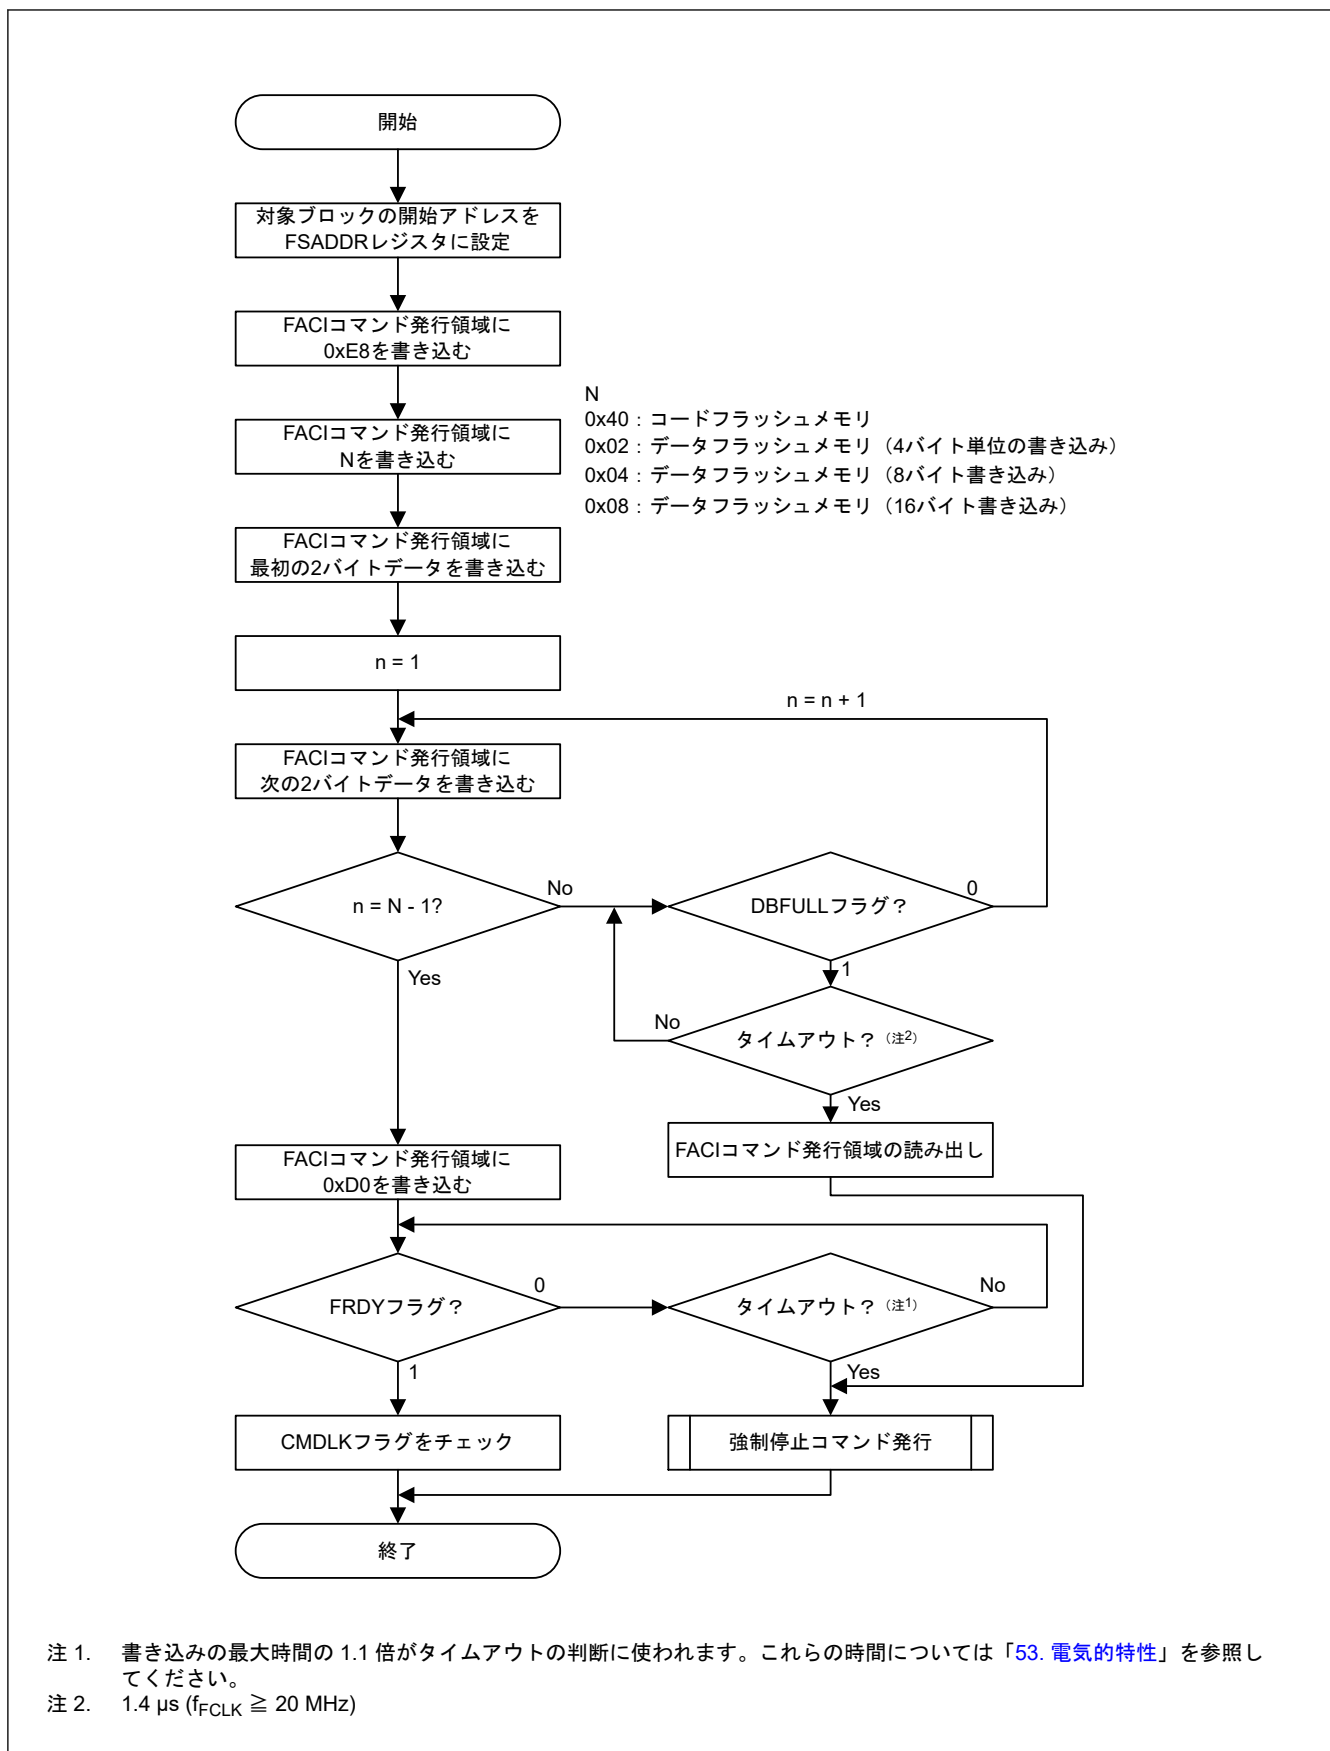 開始
対象ブロックの開始アドレスを
FSADDRレジスタに設定
FACIコマンド発行領域に
0xE8を書き込む
FACIコマンド発行領域に
Nを書き込む
N
0x40：コードフラッシュメモリ
0x02：データフラッシュメモリ（4バイト単位の書き込み）
0x04：データフラッシュメモリ（8バイト書き込み）
0x08：データフラッシュメモリ（16バイト書き込み）
FACIコマンド発行領域に
最初の2バイトデータを書き込む
n = 1
n = n + 1
FACIコマンド発行領域に
次の2バイトデータを書き込む
n = N - 1?
No
DBFULLフラグ？
0
Yes
1
No
タイムアウト？（注2）
Yes
FACIコマンド発行領域に
0xD0を書き込む
FACIコマンド発行領域の読み出し
FRDYフラグ？
0
タイムアウト？（注1）
No
1
Yes
CMDLKフラグをチェック
強制停止コマンド発行
終了
注 1. 書き込みの最大時間の 1.1 倍がタイムアウトの判断に使われます。これらの時間については「53. 電気的特性」を参照し
てください。
注 2. 1.4 µs (fFCLK ≧ 20 MHz)